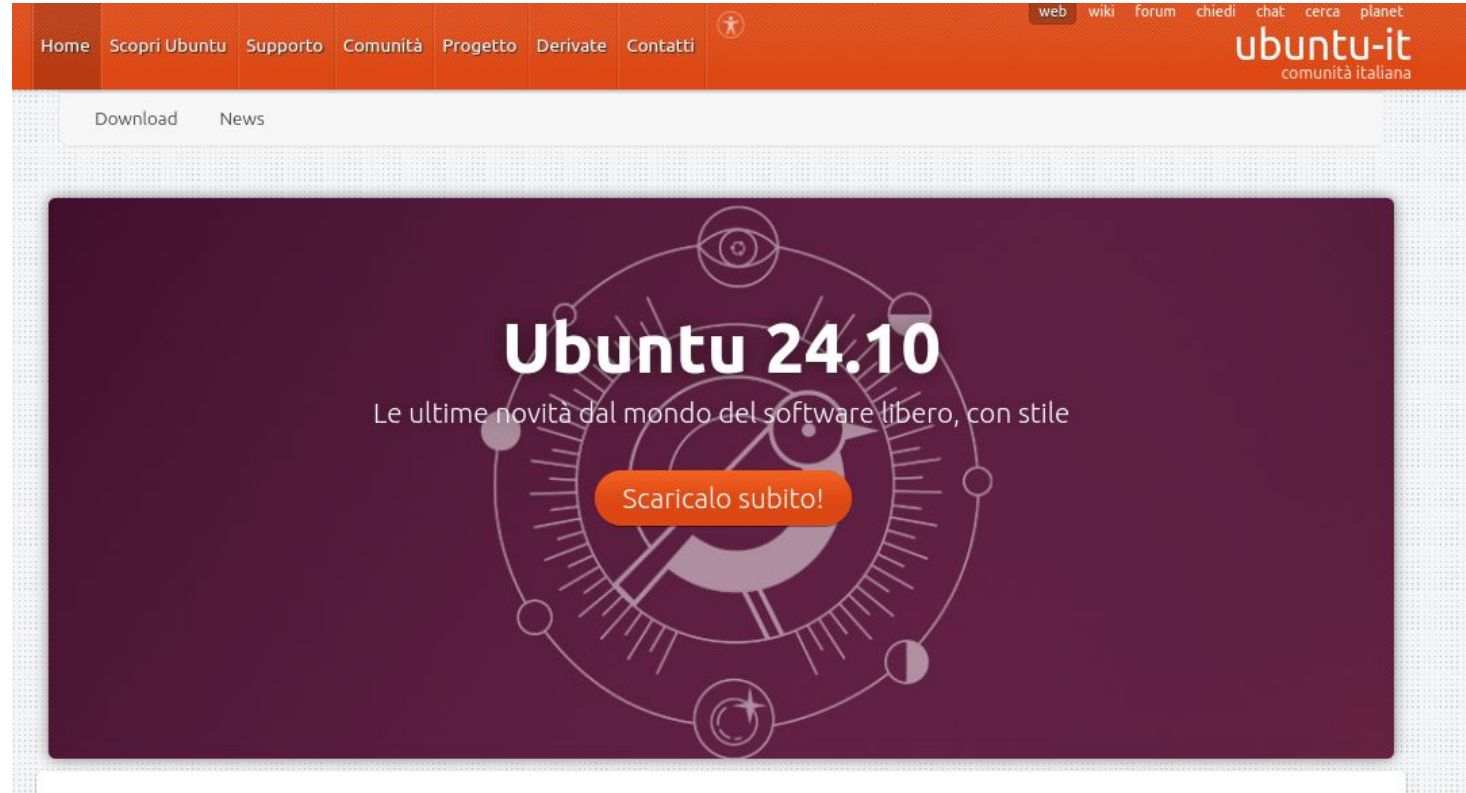 web wiki forum chiedi chat cerca planet
Home Scopri Ubuntu Supporto Comunità Progetto Derivate Contatti
ubuntu-it
comunità italiana
Download News
Ubuntu 24.10
Le ultime novità dal mondo del software libero, con stile
Scaricalo subito!